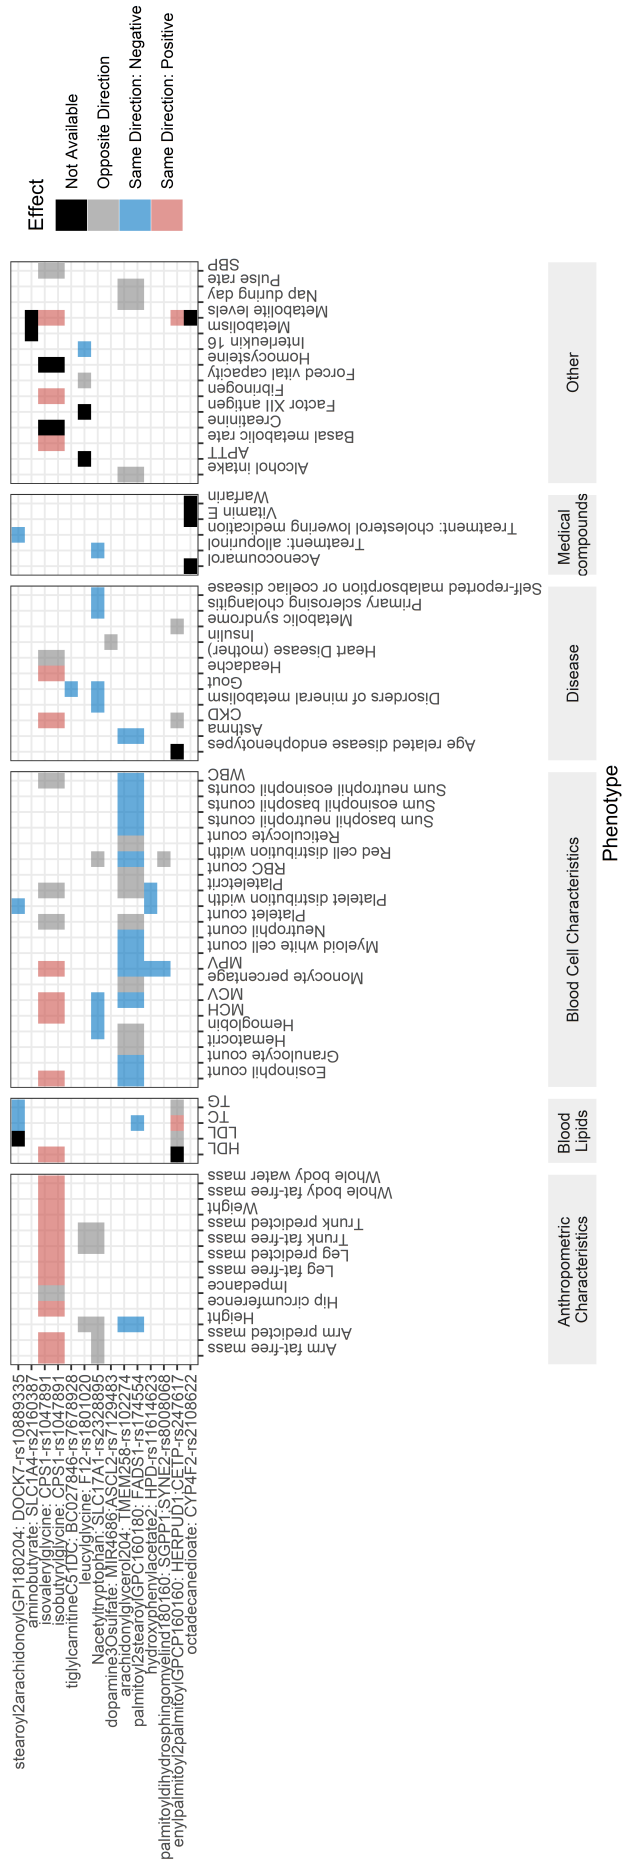 stearoyl2arachidonoylGPI180204: DOCK7-rs10889335
aminobutyrate: SLC1A4-rs2160387
isovalerylglycine: CPS1-rs1047891
isobutyrylglycine: CPS1-rs1047891
tiglylcarnitineC51DC: BC027846-rs7678928
leucylglycine: F12-rs1801020
Nacetyltryptophan: SLC17A1-rs2328895
dopamine3Osulfate: MIR4686;ASCL2-rs7129483
arachidonylglycerol204: TMEM258-rs102274
palmitoyl2stearoylGPC160180: FADS1-rs174554
hydroxyphenylacetate2: HPD-rs11614623
palmitoyldihydrosphingomyelind180160: SGPP1;SYNE2-rs8008068
enylpalmitoyl2palmitoylGPCP160160: HERPUD1;CETP-rs247617
octadecanedioate: CYP4F2-rs2108622
Arm fat-free mass
Arm predicted mass
Height
Hip circumference
Impedance
Leg fat-free mass
Leg predicted mass
Trunk fat-free mass
Trunk predicted mass
Weight
Whole body fat-free mass
Whole body water mass
HDL
LDL
TC
TG
Eosinophil count
Granulocyte count
Hematocrit
Hemoglobin
MCH
MCV
Monocyte percentage
MPV
Myeloid white cell count
Neutrophil count
Platelet count
Platelet distribution width
Plateletcrit
RBC count
Red cell distribution width
Reticulocyte count
Sum basophil neutrophil counts
Sum eosinophil basophil counts
Sum neutrophil eosinophil counts
WBC
Age related disease endophenotypes
Asthma
CKD
Disorders of mineral metabolism
Gout
Headache
Heart Disease (mother)
Insulin
Metabolic syndrome
Primary sclerosing cholangitis
Self-reported malabsorption or coeliac disease
Acenocoumarol
Treatment: allopurinol
Treatment: cholesterol lowering medication
Vitamin E
Warfarin
Alcohol intake
APTT
Basal metabolic rate
Creatinine
Factor XII antigen
Fibrinogen
Forced vital capacity
Homocysteine
Interleukin 16
Metabolism
Metabolite levels
Nap during day
Pulse rate
SBP
Anthropometric
Characteristics
Blood
Lipids
Blood Cell Characteristics
Disease
Medical
compounds
Other
Phenotype
Effect
Not Available
Opposite Direction
Same Direction: Negative
Same Direction: Positive